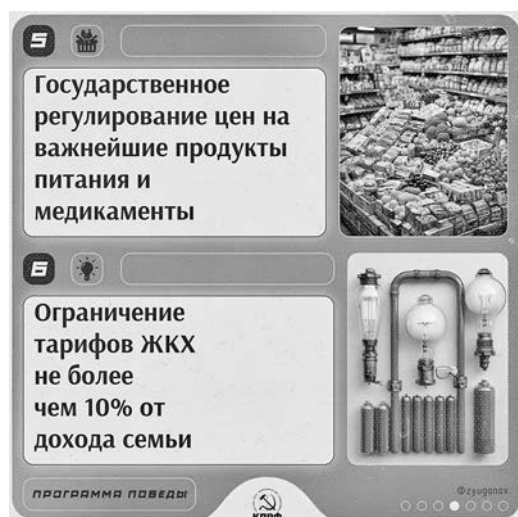 5
Государственное
регулирование цен на
важнейшие продукты
питания и
медикаменты
6
Ограничение
тарифов ЖКХ
не более
чем 10% от
дохода семьи
ПРОГРАММА ПОБЕДЫ
КПРФ
@zyuganov